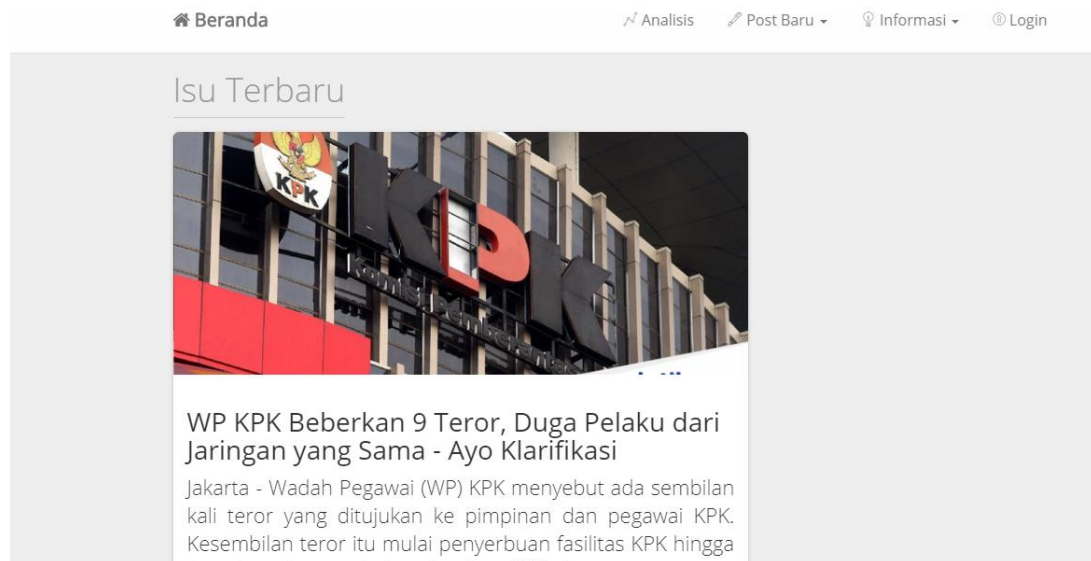 Beranda
Analisis
Post Baru
Informasi
Login
Isu Terbaru
KPK
KPK
Komisi Pemberantas
WP KPK Beberkan 9 Teror, Duga Pelaku dari
Jaringan yang Sama - Ayo Klarifikasi
Jakarta - Wadah Pegawai (WP) KPK menyebut ada sembilan
kali teror yang ditujukan ke pimpinan dan pegawai KPK.
Kesembilan teror itu mulai penyerbuan fasilitas KPK hingga